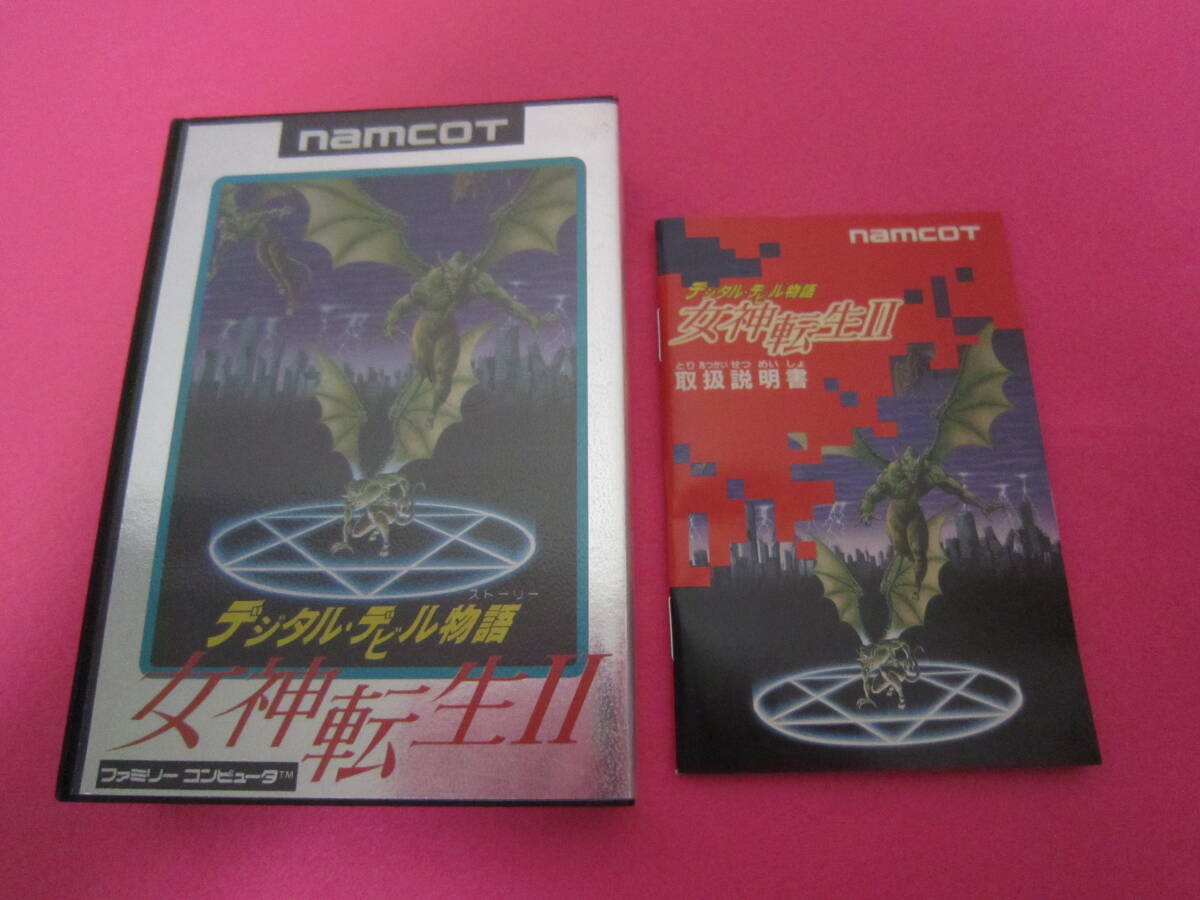 namcoT
ストーリー
デジタル・デビル物語
女神転生II
ファミリー コンピュータ™
namcoT
デジタル・デビル物語
女神転生II
とりあつかいせつめいしょ
取扱説明書